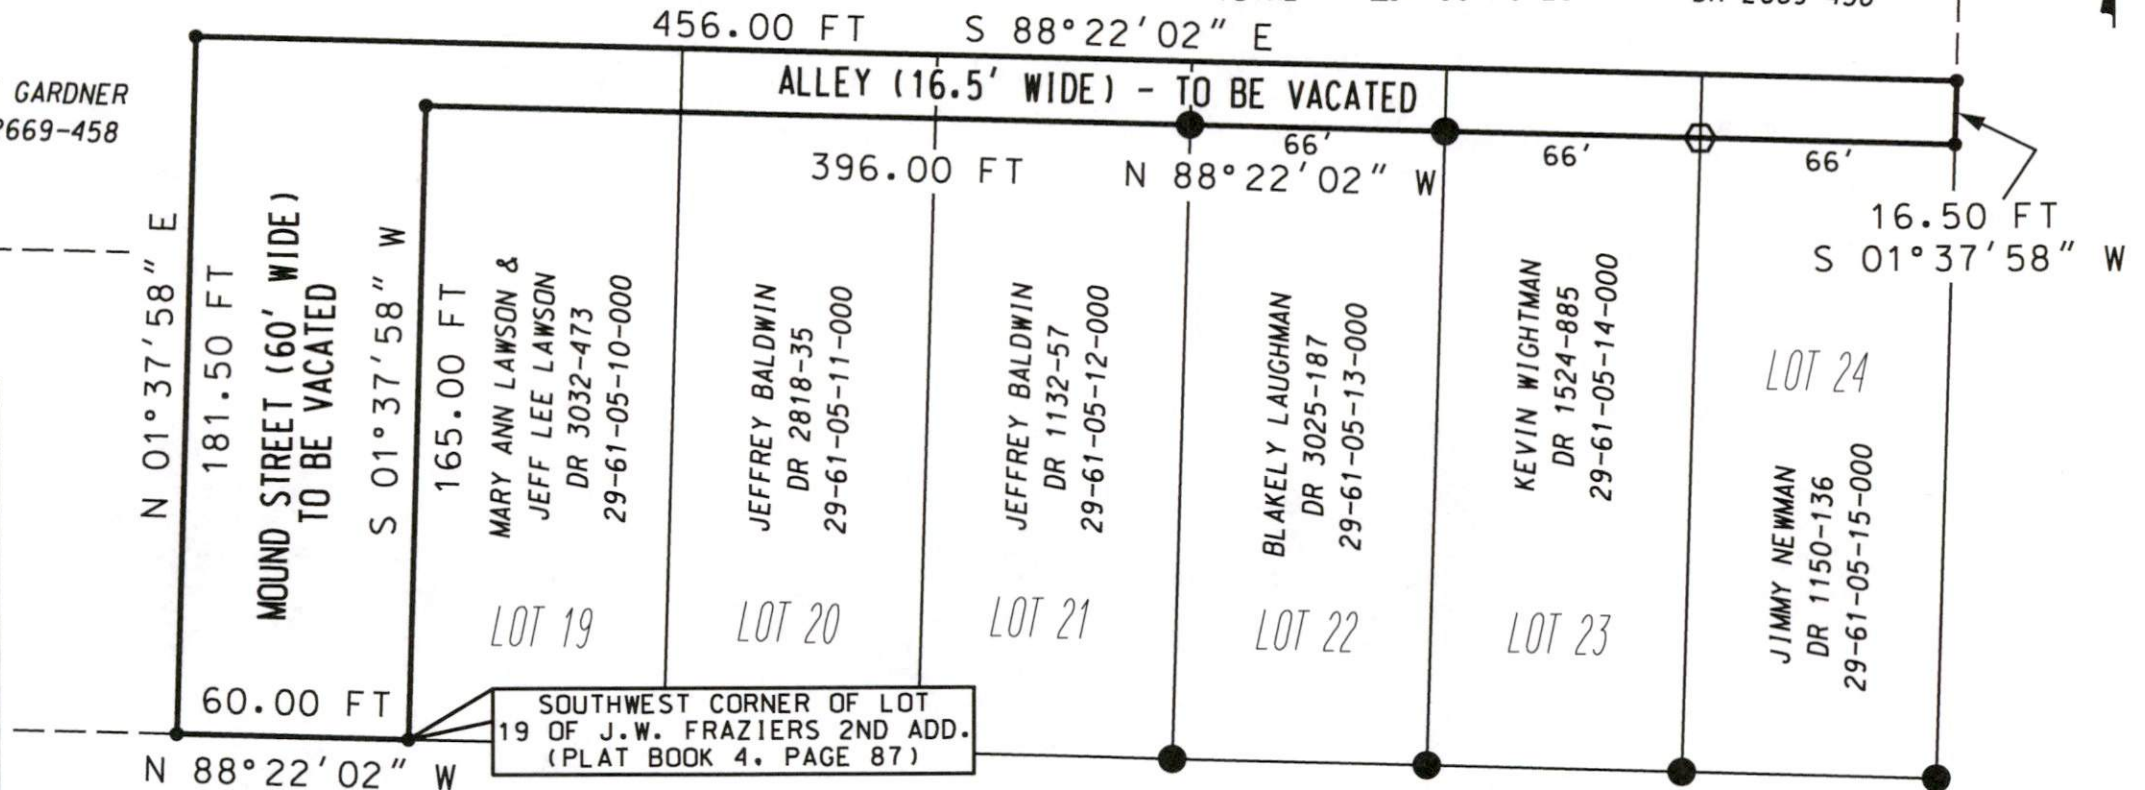 456.00 FT S 88°22'02" E
ALLEY (16.5' WIDE) - TO BE VACATED
GARDNER
2669-458
66'
66'
66'
396.00 FT N 88°22'02" W
16.50 FT
S 01°37'58" W
N 01°37'58" E
181.50 FT
MOUND STREET (60' WIDE)
TO BE VACATED
S 01°37'58" W
165.00 FT
MARY ANN LAWSON &
JEFF LEE LAWSON
DR 3032-473
29-61-05-10-000
LOT 19
JEFFREY BALDWIN
DR 2818-35
29-61-05-11-000
LOT 20
JEFFREY BALDWIN
DR 1132-57
29-61-05-12-000
LOT 21
BLAKELY LAUGHMAN
DR 3025-187
29-61-05-13-000
LOT 22
KEVIN WIGHTMAN
DR 1524-885
29-61-05-14-000
LOT 23
LOT 24
JIMMY NEWMAN
DR 1150-136
29-61-05-15-000
60.00 FT
N 88°22'02" W
SOUTHWEST CORNER OF LOT
19 OF J.W. FRAZIERS 2ND ADD.
(PLAT BOOK 4. PAGE 87)